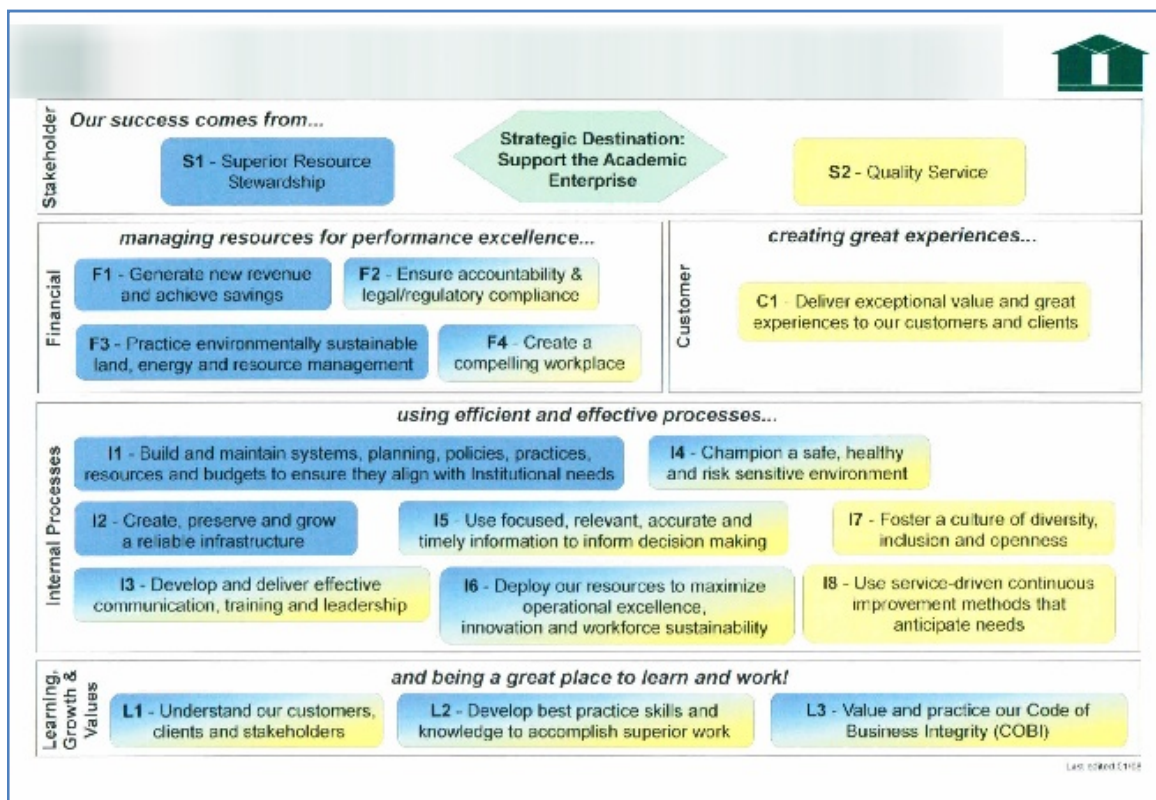 Stakeholder
Our success comes from...
S1 - Superior Resource
Stewardship
Strategic Destination:
Support the Academic
Enterprise
S2 - Quality Service
Financial
managing resources for performance excellence...
F1 - Generate new revenue
and achieve savings
F2 - Ensure accountability &
legal/regulatory compliance
F3 - Practice environmentally sustainable
land, energy and resource management
F4 - Create a
compelling workplace
Customer
creating great experiences...
C1 - Deliver exceptional value and great
experiences to our customers and clients
Internal Processes
using efficient and effective processes...
I1 - Build and maintain systems, planning, policies, practices,
resources and budgets to ensure they align with Institutional needs
I4 - Champion a safe, healthy
and risk sensitive environment
I2 - Create, preserve and grow
a reliable infrastructure
I5 - Use focused, relevant, accurate and
timely information to inform decision making
I7 - Foster a culture of diversity,
inclusion and openness
I3 - Develop and deliver effective
communication, training and leadership
I6 - Deploy our resources to maximize
operational excellence,
innovation and workforce sustainability
I8 - Use service-driven continuous
improvement methods that
anticipate needs
Learning,
Growth &
Values
and being a great place to learn and work!
L1 - Understand our customers,
clients and stakeholders
L2 - Develop best practice skills and
knowledge to accomplish superior work
L3 - Value and practice our Code of
Business Integrity (COBI)
Last edited